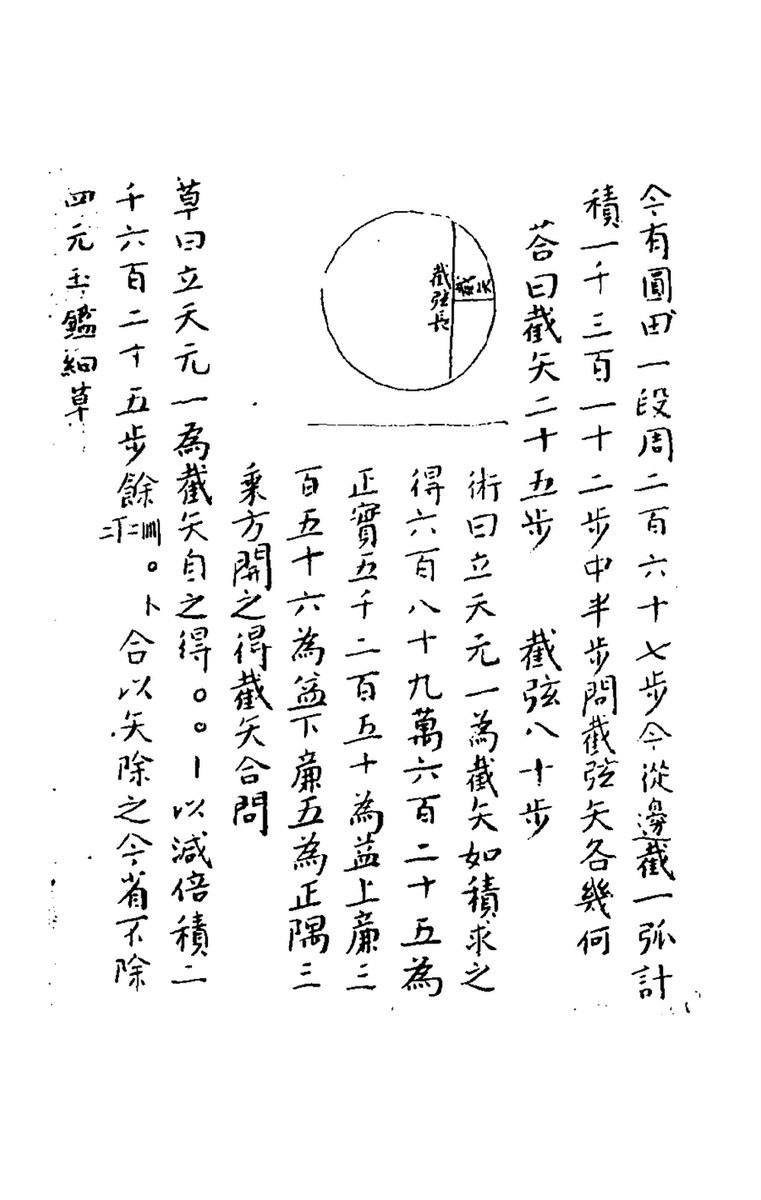 今有圓田一段周二百六十七步今從邊截一弧計
積一千三百一十二步中半步問截弦矢各幾何
荅曰截矢二十五步 截弦八十步
截矢
截弦長
術曰立天元一為截矢如積求之
得六百八十九萬六百二十五為
正實五千二百五十為益上廉三
百五十六為益下廉五為正隅三
乘方開之得截矢合問
草曰立天元一為截矢自之得〇〇〡以減倍積二
千六百二十五步餘 合以矢除之今省不除
四元玉鑑細草